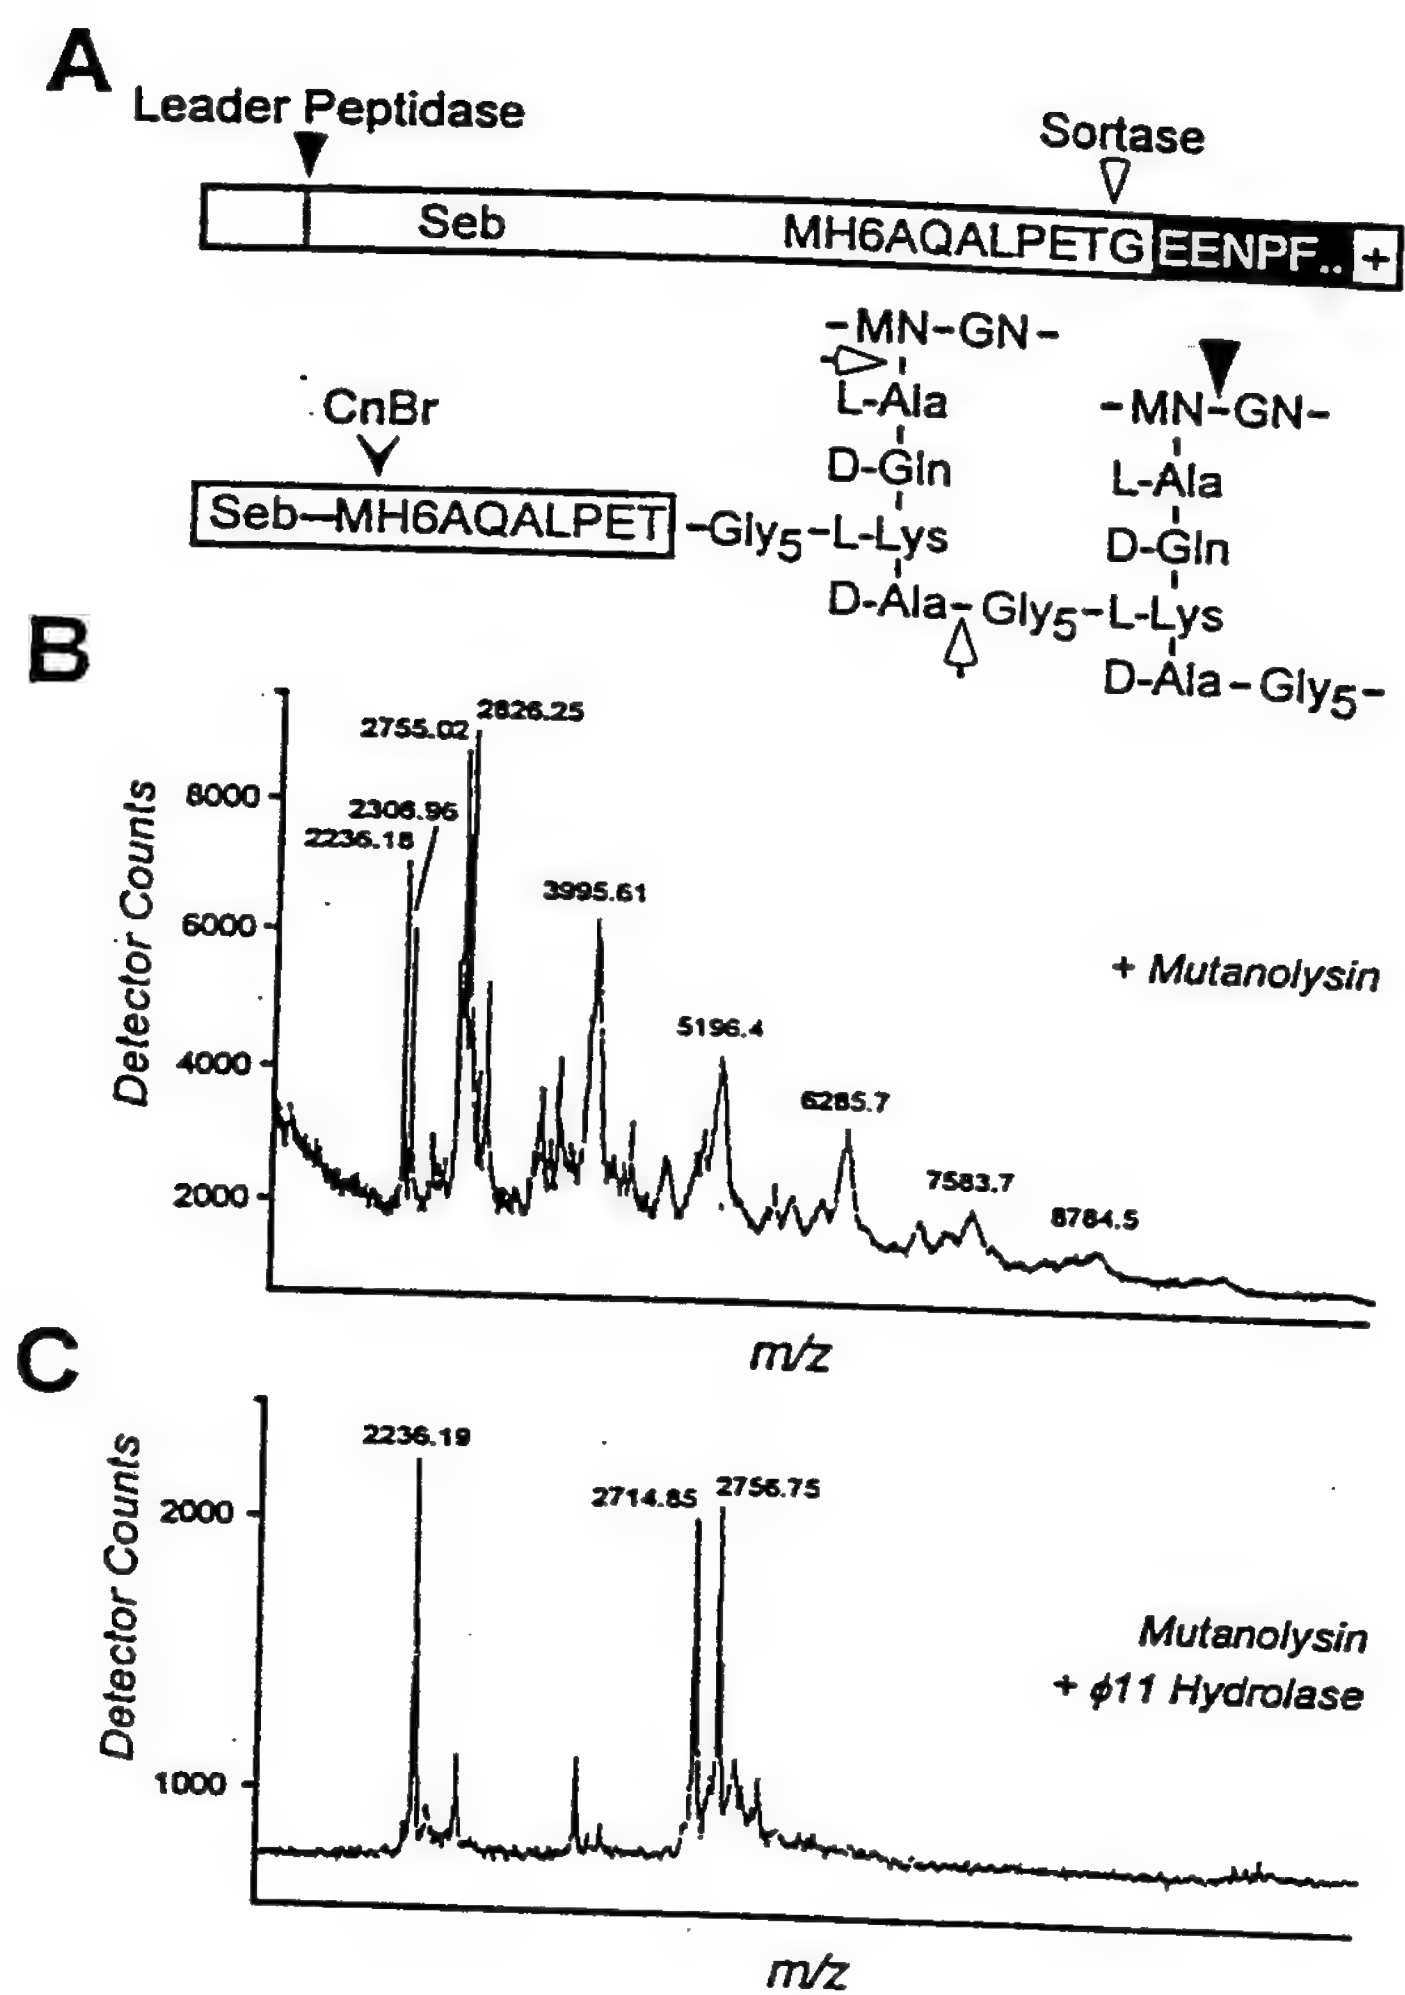 A
Leader Peptidase
Sortase
Seb MH6AQALPETG EENPF.. +
-MN-GN-
L-Ala
D-Gln
CnBr
Seb—MH6AQALPET -Gly5-L-Lys
D-Ala- Gly5-L-Lys
-MN-GN-
L-Ala
D-Gln
D-Ala-Gly5-
B
Detector Counts
8000
6000
4000
2000
2236.18
2306.96
2755.02
2826.25
3995.61
5196.4
6285.7
7583.7
8784.5
+ Mutanolysin
m/z
C
Detector Counts
2000
1000
2236.19
2714.85
2756.75
Mutanolysin
+ ϕ11 Hydrolase
m/z